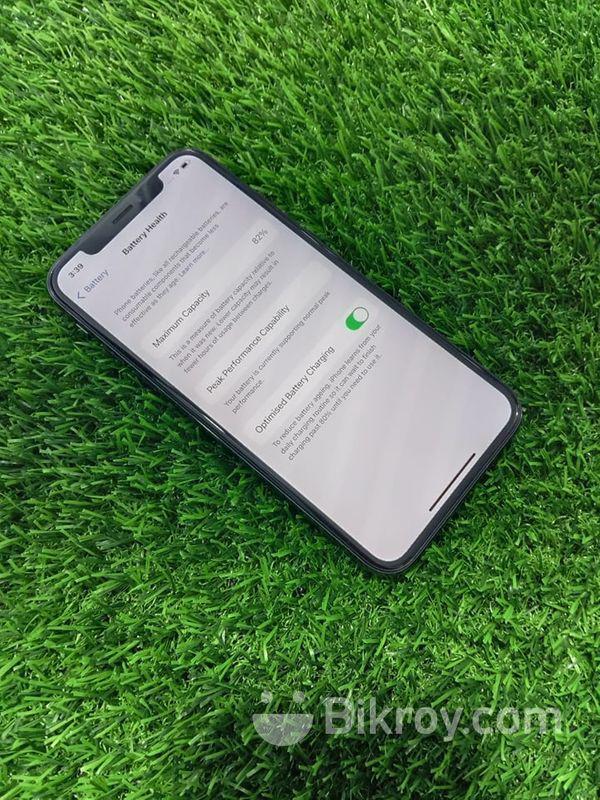 3:39
Battery
Battery Health
Phone batteries, like all rechargeable batteries, are
consumable components that become less
effective as they age. Learn more...
Maximum Capacity 82%
This is a measure of battery capacity relative to
when it was new. Lower capacity may result in
fewer hours of usage between charges.
Peak Performance Capability
Your battery is currently supporting normal peak
performance.
Optimised Battery Charging
To reduce battery ageing, iPhone learns from your
daily charging routine so it can wait to finish
charging past 80% until you need to use it.
Bikroy.com